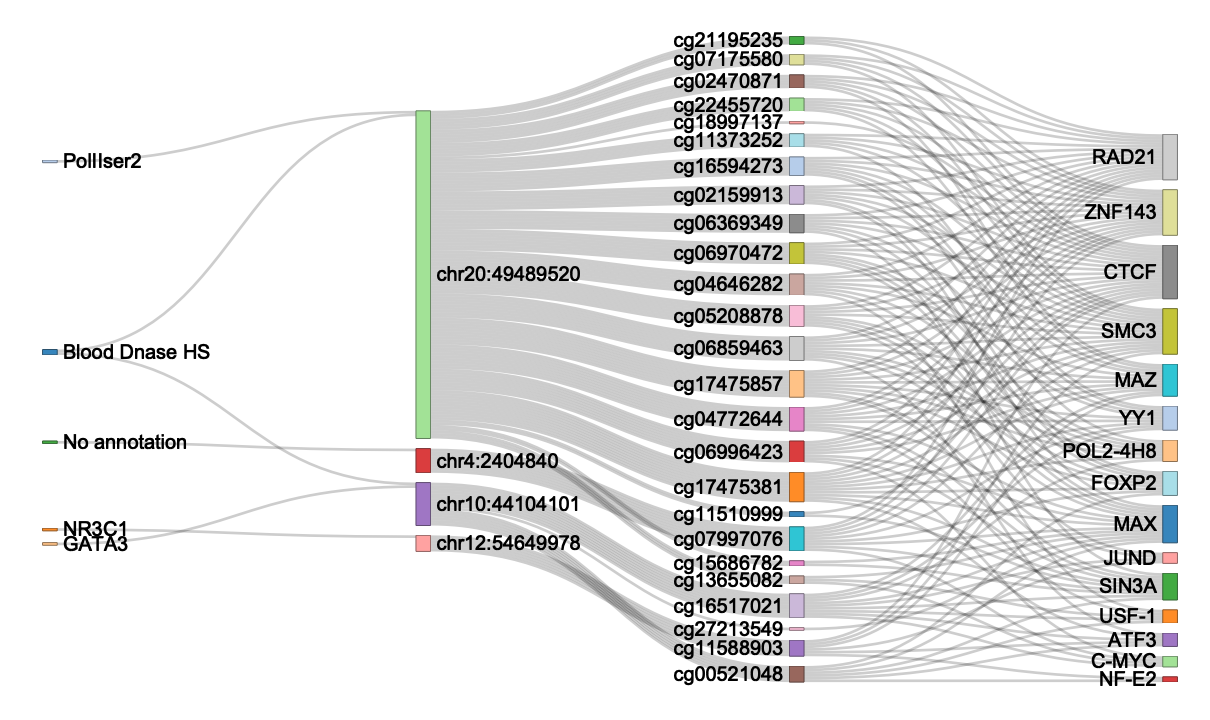 PolIIser2
Blood Dnase HS
No annotation
NR3C1
GATA3
chr20:49489520
chr4:2404840
chr10:44104101
chr12:54649978
cg21195235
cg07175580
cg02470871
cg22455720
cg18997137
cg11373252
cg16594273
cg02159913
cg06369349
cg06970472
cg04646282
cg05208878
cg06859463
cg17475857
cg04772644
cg06996423
cg17475381
cg11510999
cg07997076
cg15686782
cg13655082
cg16517021
cg27213549
cg11588903
cg00521048
RAD21
ZNF143
CTCF
SMC3
MAZ
YY1
POL2-4H8
FOXP2
MAX
JUND
SIN3A
USF-1
ATF3
C-MYC
NF-E2